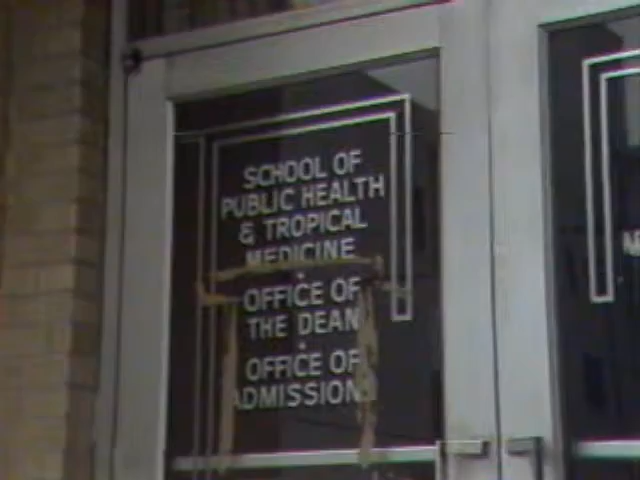 SCHOOL OF
PUBLIC HEALTH
& TROPICAL
MEDICINE
•
OFFICE OF
THE DEAN
•
OFFICE OF
ADMISSIONS